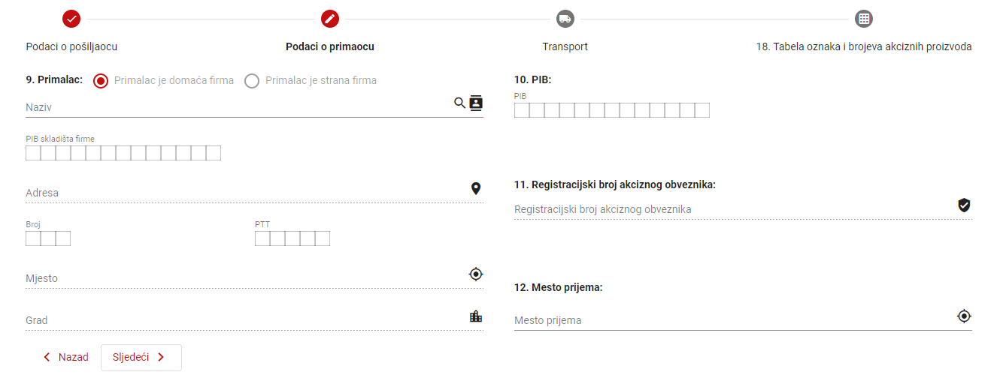 Podaci o pošiljaocu
Podaci o primaocu
Transport
18. Tabela oznaka i brojeva akciznih proizvoda
9. Primalac:
Primalac je domaća firma
Primalac je strana firma
Naziv
PIB skladišta firme
Adresa
Broj
PTT
Mjesto
Grad
10. PIB:
PIB
11. Registracijski broj akciznog obveznika:
Registracijski broj akciznog obveznika
12. Mesto prijema:
Mesto prijema
Nazad
Sljedeći